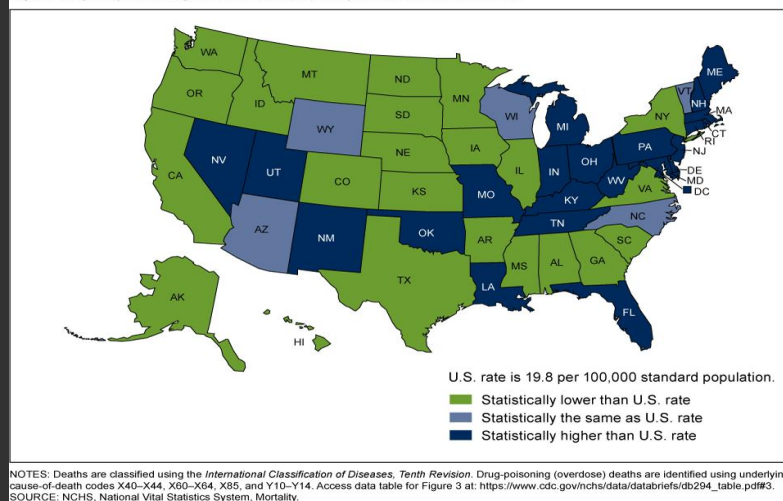 WA
MT
ND
MN
OR
ID
SD
WI
WY
NE
IA
MI
NY
VT
ME
NH
MA
CT
RI
PA
NJ
DE
MD
DC
NV
UT
CA
CO
KS
MO
IL
IN
OH
WV
VA
KY
AZ
NM
OK
AR
TN
NC
SC
TX
LA
MS
AL
GA
FL
AK
HI
U.S. rate is 19.8 per 100,000 standard population.
Statistically lower than U.S. rate
Statistically the same as U.S. rate
Statistically higher than U.S. rate
NOTES: Deaths are classified using the International Classification of Diseases, Tenth Revision. Drug-poisoning (overdose) deaths are identified using
cause-of-death codes X40–X44, X60–X64, X85, and Y10–Y14. Access data table for Figure 3 at: https://www.cdc.gov/nchs/data/databriefs/db294_table.pdf#3.
SOURCE: NCHS, National Vital Statistics System, Mortality.